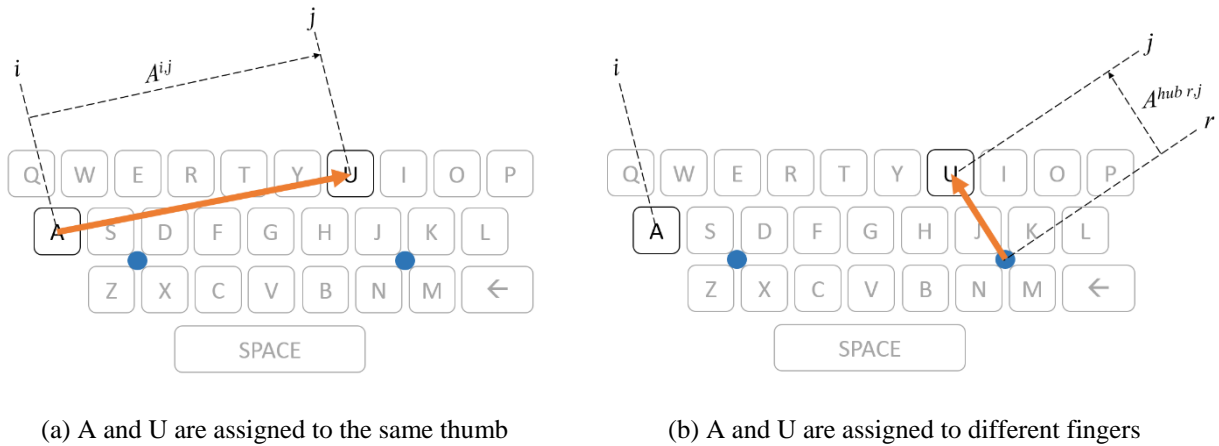 j
i
A^{i,j}
Q W E R T Y U I O P
A S D F G H J K L
Z X C V B N M ←
SPACE
(a) A and U are assigned to the same thumb
j
i
A^{hub r,j}
r
Q W E R T Y U I O P
A S D F G H J K L
Z X C V B N M ←
SPACE
(b) A and U are assigned to different fingers